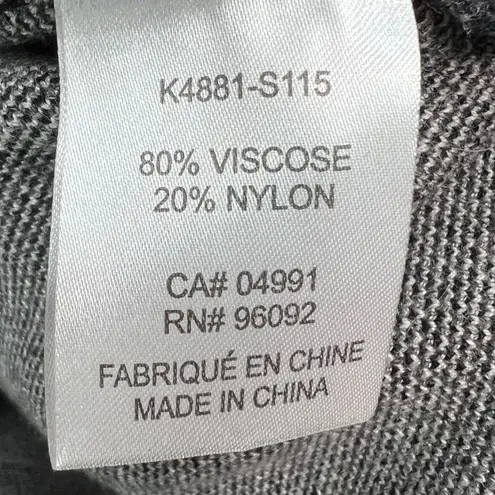 K4881-S115
80% VISCOSE
20% NYLON
CA# 04991
RN# 96092
FABRIQUÉ EN CHINE
MADE IN CHINA